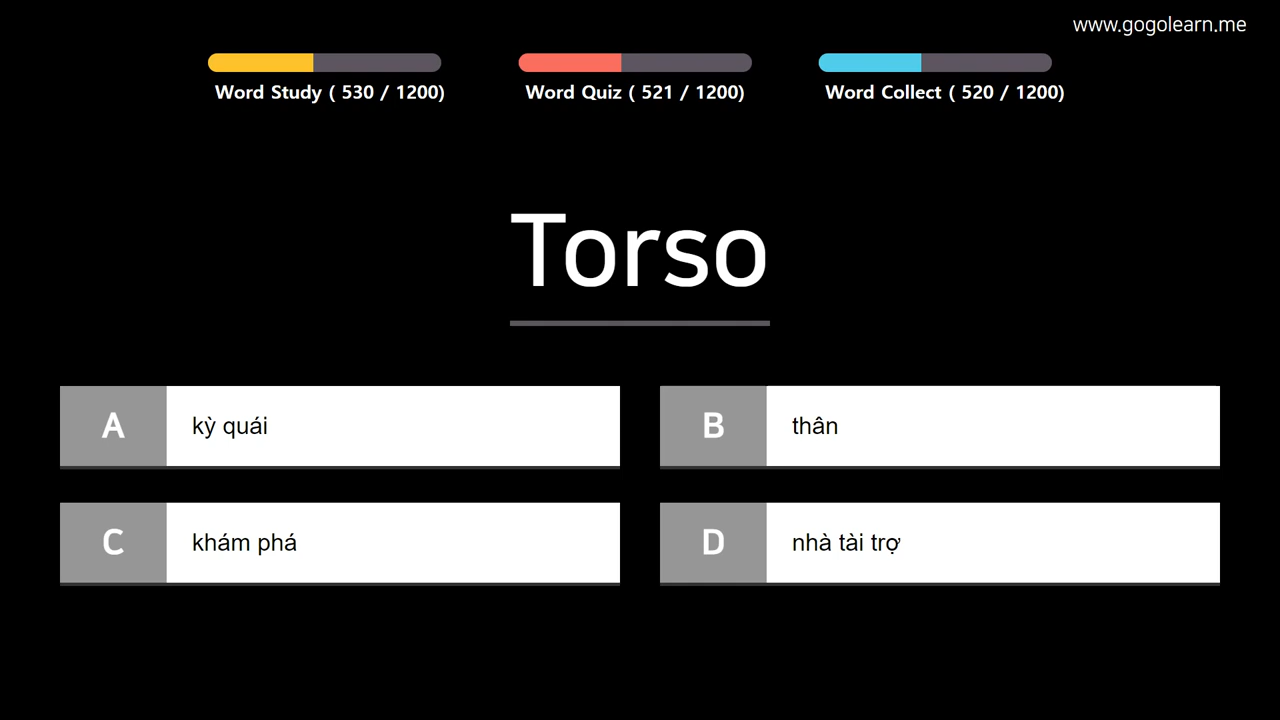 www.gogolearn.me
Word Study ( 530 / 1200)
Word Quiz ( 521 / 1200)
Word Collect ( 520 / 1200)
Torso
A
kỳ quái
B
thân
C
khám phá
D
nhà tài trợ